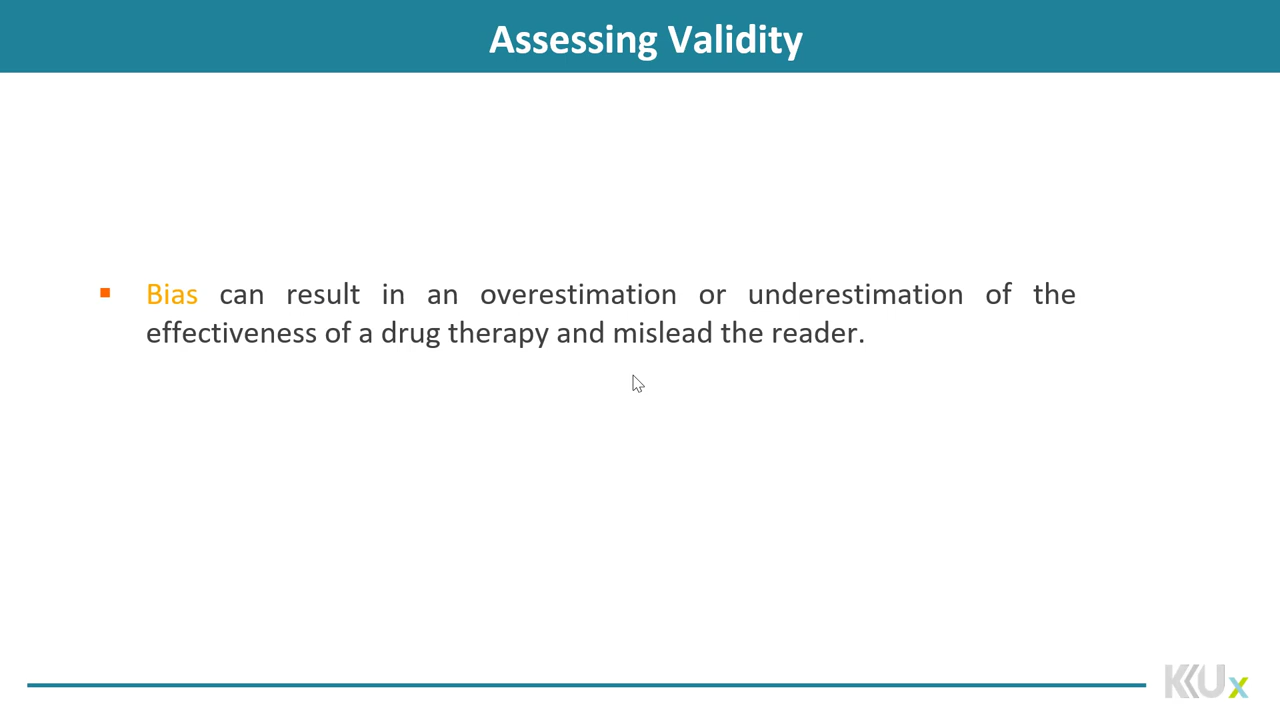 Assessing Validity
Bias can result in an overestimation or underestimation of the
effectiveness of a drug therapy and mislead the reader.
KKUx